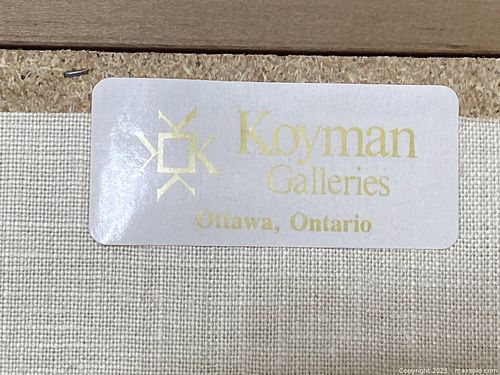 Koyman
Galleries
Ottawa, Ontario
Copyright 2025 - maxsold.com